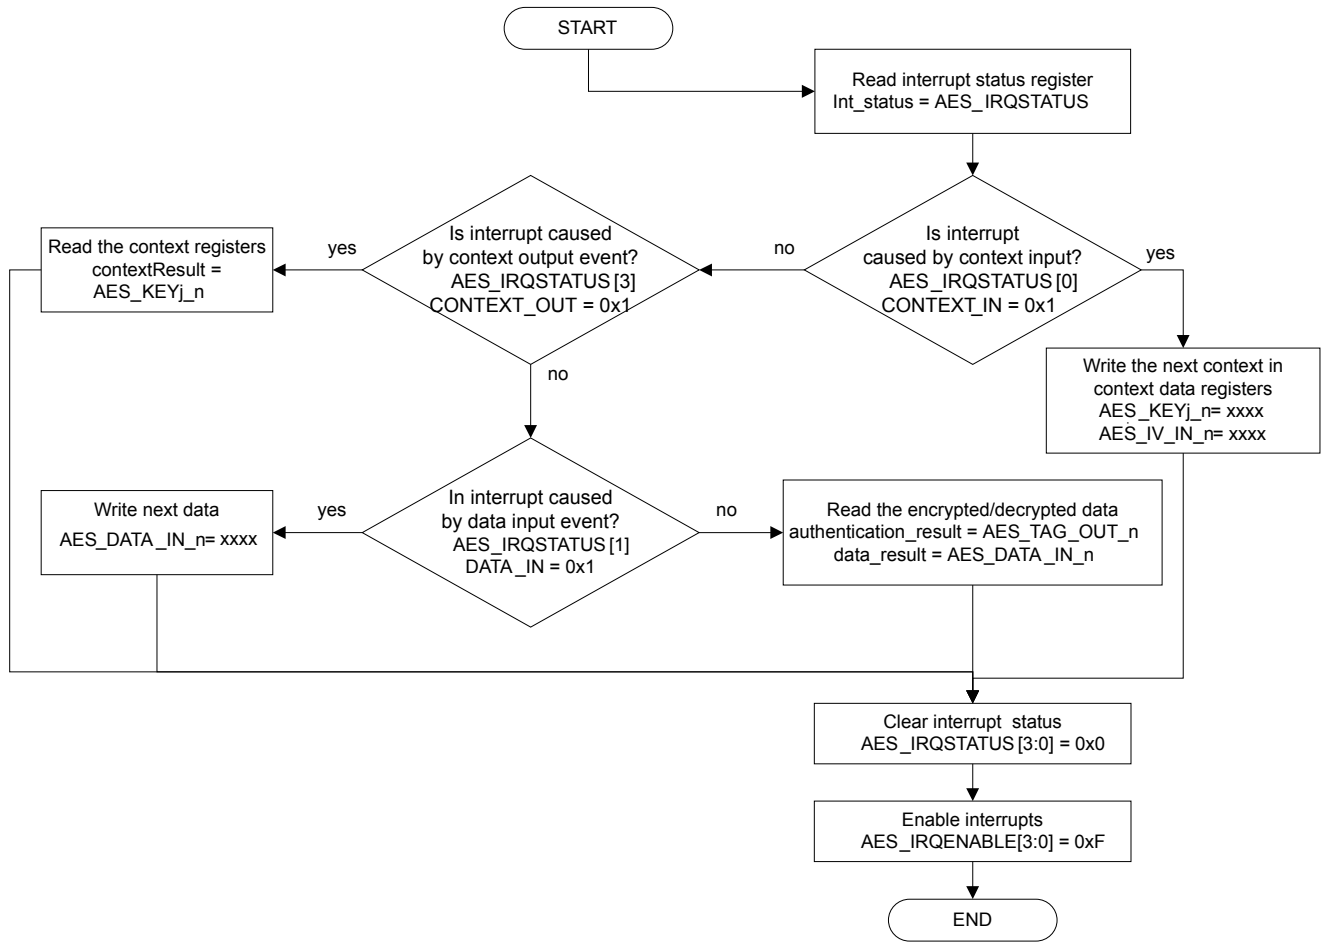 START
Read interrupt status register
Int_status = AES_IRQSTATUS
Is interrupt
caused by context input?
AES_IRQSTATUS[0]
CONTEXT_IN = 0x1
no
yes
Is interrupt caused
by context output event?
AES_IRQSTATUS[3]
CONTEXT_OUT = 0x1
yes
no
Read the context registers
contextResult =
AES_KEYj_n
Write the next context in
context data registers
AES_KEYj_n= xxxx
AES_IV_IN_n= xxxx
In interrupt caused
by data input event?
AES_IRQSTATUS[1]
DATA_IN = 0x1
yes
no
Write next data
AES_DATA_IN_n= xxxx
Read the encrypted/decrypted data
authentication_result = AES_TAG_OUT_n
data_result = AES_DATA_IN_n
Clear interrupt status
AES_IRQSTATUS[3:0] = 0x0
Enable interrupts
AES_IRQENABLE[3:0] = 0xF
END